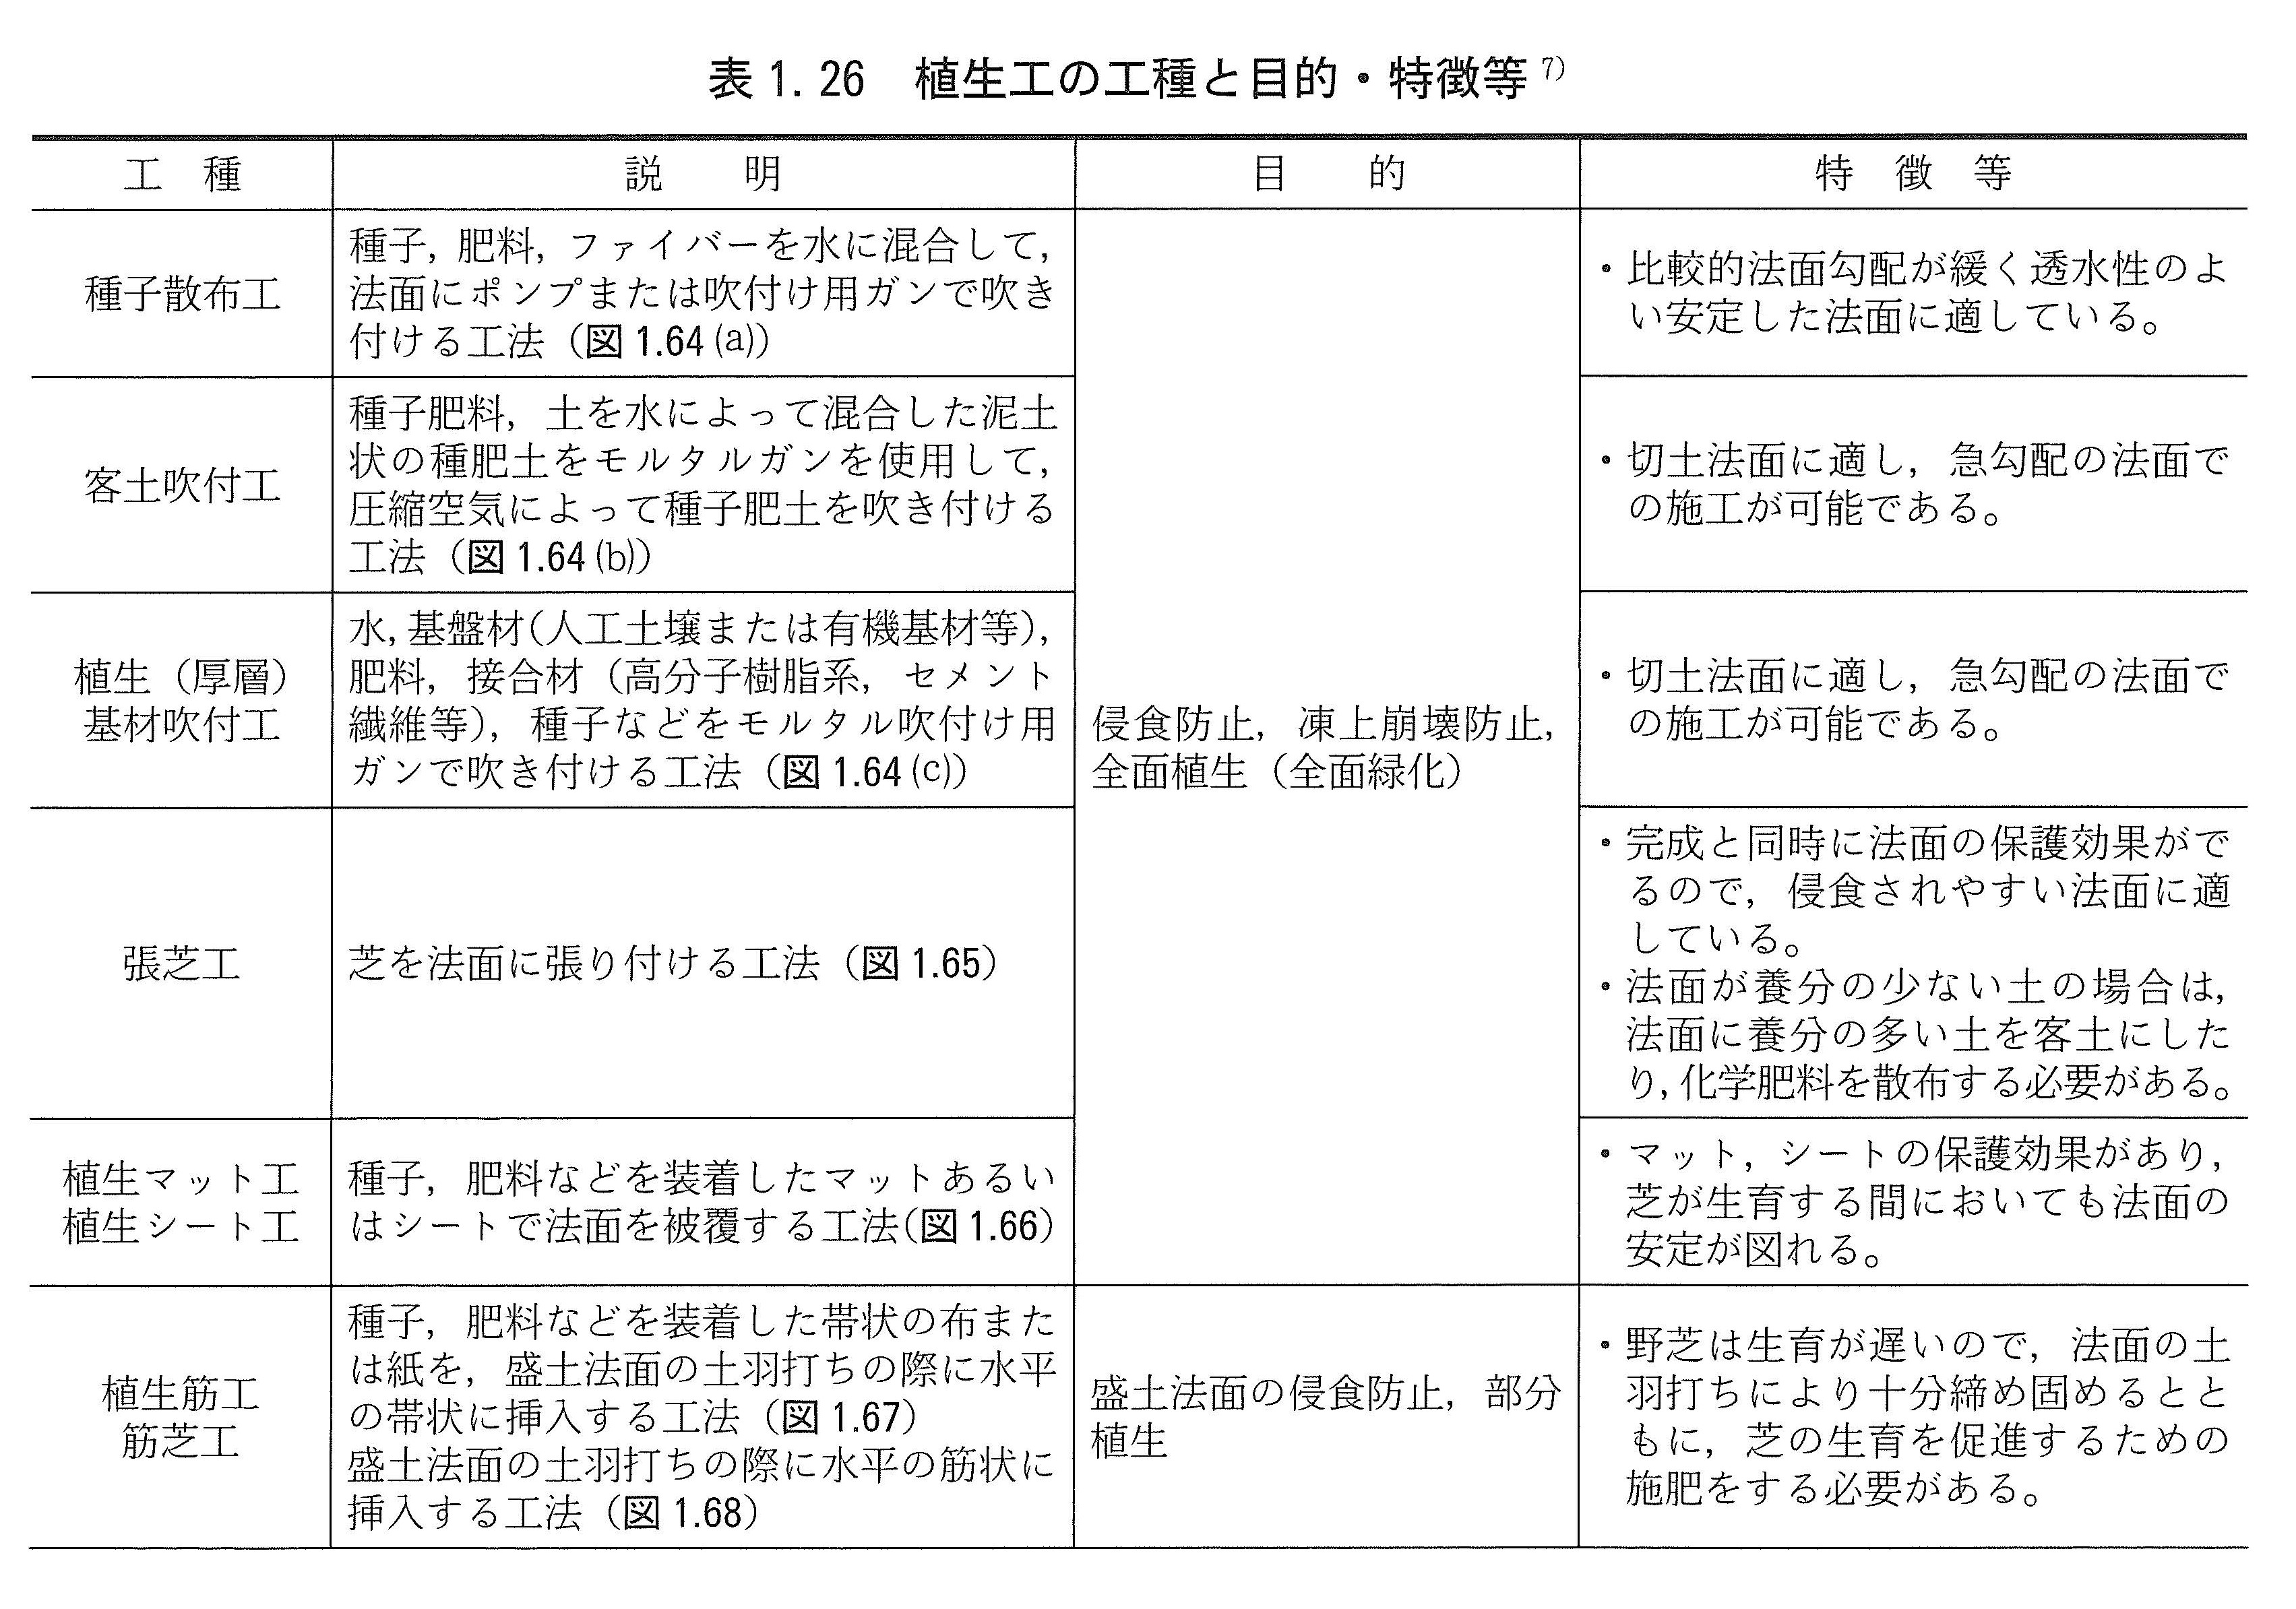 表1. 26　植生工の工種と目的・特徴等 7)
工　種
説　　明
目　　的
特　徴　等
種子散布工
種子，肥料，ファイバーを水に混合して，
法面にポンプまたは吹付け用ガンで吹き
付ける工法（図 1.64 (a)）
・比較的法面勾配が緩く透水性のよ
い安定した法面に適している。
客土吹付工
種子肥料，土を水によって混合した泥土
状の種肥土をモルタルガンを使用して，
圧縮空気によって種子肥土を吹き付ける
工法（図 1.64 (b)）
・切土法面に適し，急勾配の法面で
の施工が可能である。
植生（厚層）
基材吹付工
水，基盤材（人工土壌または有機基材等），
肥料，接合材（高分子樹脂系，セメント
繊維等），種子などをモルタル吹付け用
ガンで吹き付ける工法（図 1.64 (c)）
侵食防止，凍上崩壊防止，
全面植生（全面緑化）
・切土法面に適し，急勾配の法面で
の施工が可能である。
張芝工
芝を法面に張り付ける工法（図 1.65）
・完成と同時に法面の保護効果がで
るので，侵食されやすい法面に適
している。
・法面が養分の少ない土の場合は，
法面に養分の多い土を客土にした
り，化学肥料を散布する必要がある。
植生マット工
植生シート工
種子，肥料などを装着したマットあるい
はシートで法面を被覆する工法（図 1.66）
・マット，シートの保護効果があり，
芝が生育する間においても法面の
安定が図れる。
植生筋工
筋芝工
種子，肥料などを装着した帯状の布また
は紙を，盛土法面の土羽打ちの際に水平
の帯状に挿入する工法（図 1.67）
盛土法面の土羽打ちの際に水平の筋状に
挿入する工法（図 1.68）
盛土法面の侵食防止，部分
植生
・野芝は生育が遅いので，法面の土
羽打ちにより十分締め固めるとと
もに，芝の生育を促進するための
施肥をする必要がある。